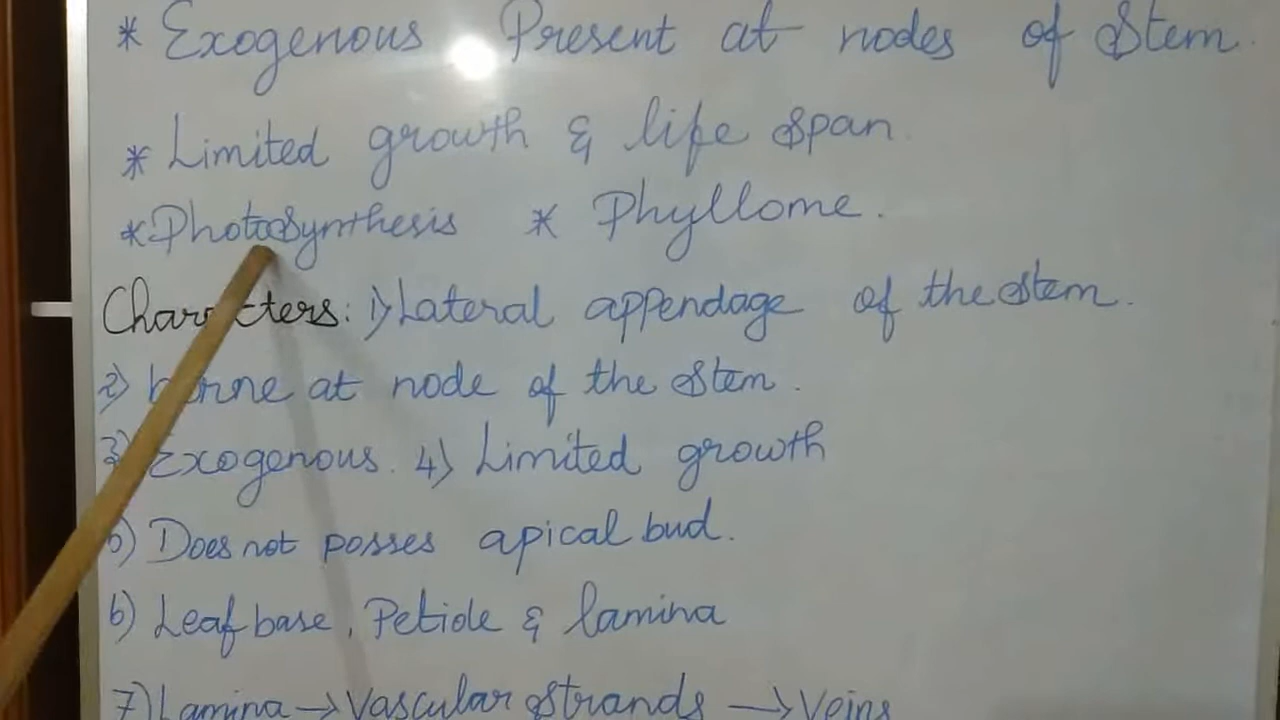 * Exogenous Present at nodes of Stem.
* Limited growth & life span.
* Photosynthesis * Phyllome.
Characters: 1) Lateral appendage of the stem.
2) borne at node of the stem.
3) Exogenous. 4) Limited growth
5) Does not posses apical bud.
6) Leaf base, Petiole & lamina
7) Lamina → Vascular Strands → Veins